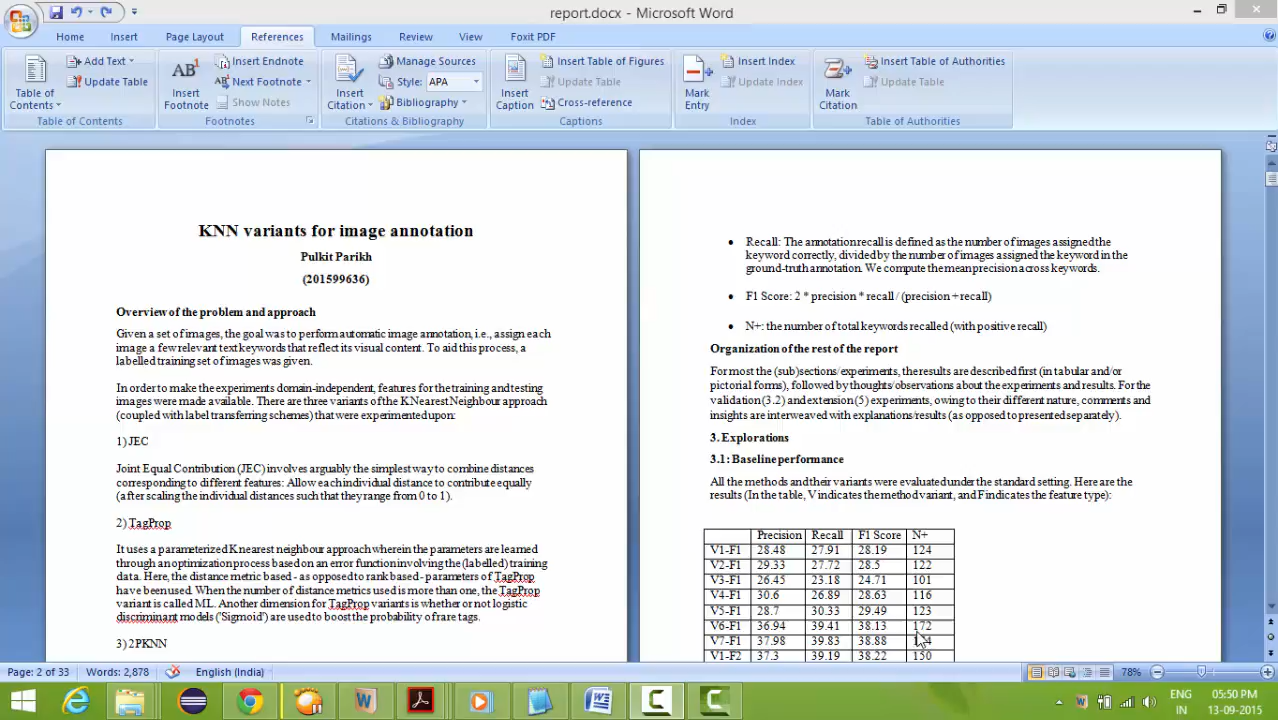 report.docx - Microsoft Word
Home Insert Page Layout References Mailings Review View Foxit PDF
Table of Contents
Add Text
Update Table
Table of Contents
Insert Footnote
AB1
Insert Endnote
Next Footnote
Show Notes
Footnotes
Insert Citation
Manage Sources
Style: APA
Bibliography
Citations & Bibliography
Insert Caption
Insert Table of Figures
Update Table
Cross-reference
Captions
Mark Entry
Insert Index
Update Index
Index
Mark Citation
Insert Table of Authorities
Update Table
Table of Authorities
KNN variants for image annotation
Pulkit Parikh
(201599636)
Overview of the problem and approach
Given a set of images, the goal was to perform automatic image annotation, i.e., assign each
image a few relevant text keywords that reflect its visual content. To aid this process, a
labelled training set of images was given.
In order to make the experiments domain-independent, features for the training and testing
images were made available. There are three variants of the K Nearest Neighbour approach
(coupled with label transferring schemes) that were experimented upon:
1) JEC
Joint Equal Contribution (JEC) involves arguably the simplest way to combine distances
corresponding to different features: Allow each individual distance to contribute equally
(after scaling the individual distances such that they range from 0 to 1).
2) TagProp
It uses a parameterized K nearest neighbour approach wherein the parameters are learned
through an optimization process based on an error function involving the (labelled) training
data. Here, the distance metric based - as opposed to rank based - parameters of TagProp
have been used. When the number of distance metrics used is more than one, the TagProp
variant is called ML. Another dimension for TagProp variants is whether or not logistic
discriminant models ('Sigmoid') are used to boost the probability of rare tags.
3) 2PKNN
• Recall: The annotation recall is defined as the number of images assigned the
keyword correctly, divided by the number of images assigned the keyword in the
ground-truth annotation. We compute the mean precision across keywords.
• F1 Score: 2 * precision * recall / (precision + recall)
• N+: the number of total keywords recalled (with positive recall)
Organization of the rest of the report
For most the (sub)sections/experiments, the results are described first (in tabular and/or
pictorial forms), followed by thoughts/observations about the experiments and results. For the
validation (3.2) and extension (5) experiments, owing to their different nature, comments and
insights are interweaved with explanations/results (as opposed to presented separately).
3. Explorations
3.1: Baseline performance
All the methods and their variants were evaluated under the standard setting. Here are the
results (In the table, V indicates the method variant, and F indicates the feature type):
Precision Recall F1 Score N+
V1-F1 28.48 27.91 28.19 124
V2-F1 29.33 27.72 28.5 122
V3-F1 26.45 23.18 24.71 101
V4-F1 30.6 26.89 28.63 116
V5-F1 28.7 30.33 29.49 123
V6-F1 36.94 39.41 38.13 172
V7-F1 37.98 39.83 38.88
V1-F2 37.3 39.19 38.22 150
Page: 2 of 33 Words: 2,878 English (India) 78%
ENG 05:50 PM
IN 13-09-2015